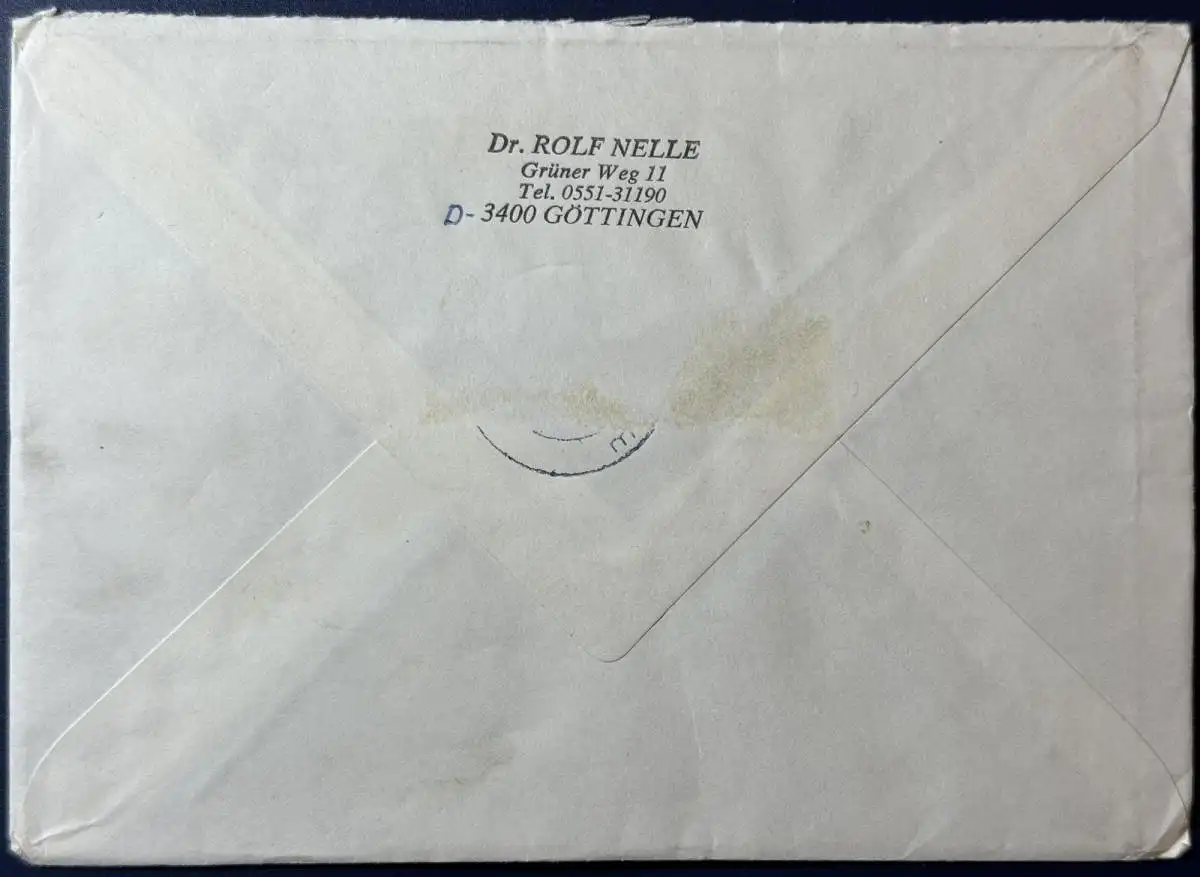 Dr. ROLF NELLE
Grüner Weg 11
Tel. 0551-31190
D- 3400 GÖTTINGEN
E